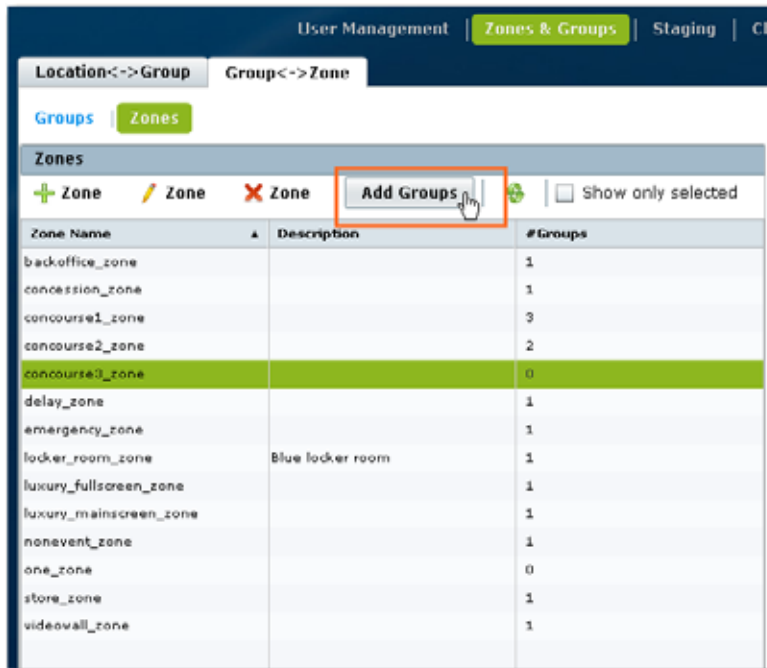 User Management | Zones & Groups | Staging |
Location<->Group Group<->Zone
Groups | Zones
Zones
Zone Zone Zone Add Groups Show only selected
Zone Name Description #Groups
backoffice_zone 1
concession_zone 1
concourse1_zone 3
concourse2_zone 2
concourse3_zone 0
delay_zone 1
emergency_zone 1
locker_room_zone Blue locker room 1
luxury_fullscreen_zone 1
luxury_mainscreen_zone 1
nonevent_zone 1
one_zone 0
store_zone 1
videowall_zone 1